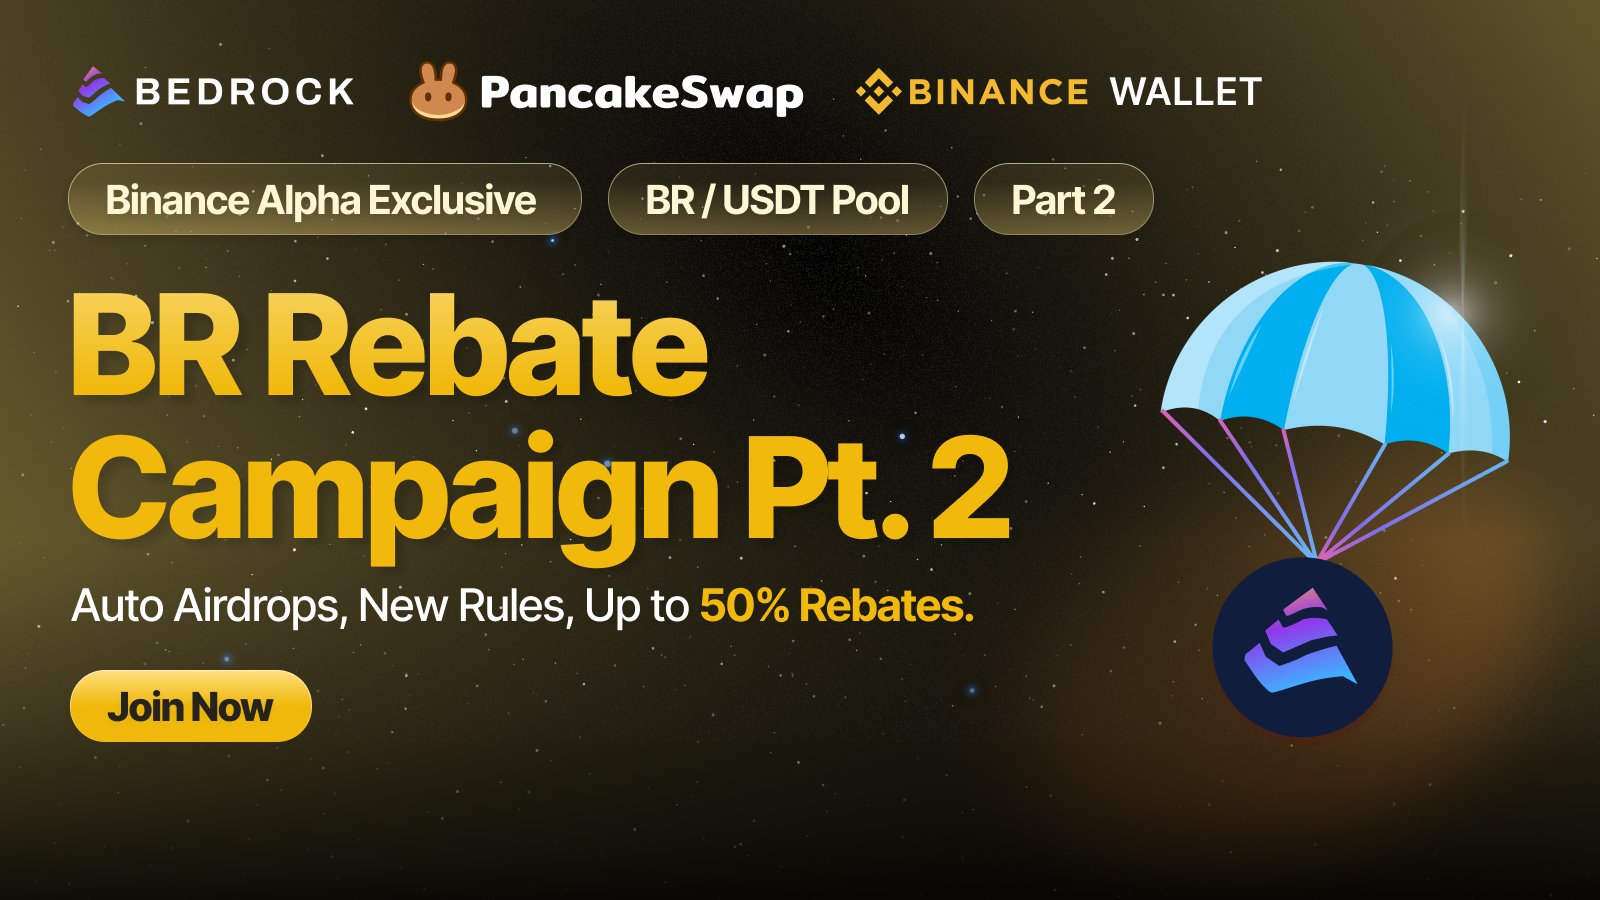 BEDROCK PancakeSwap BINANCE WALLET
Binance Alpha Exclusive BR / USDT Pool Part 2
BR Rebate
Campaign Pt. 2
Auto Airdrops, New Rules, Up to 50% Rebates.
Join Now